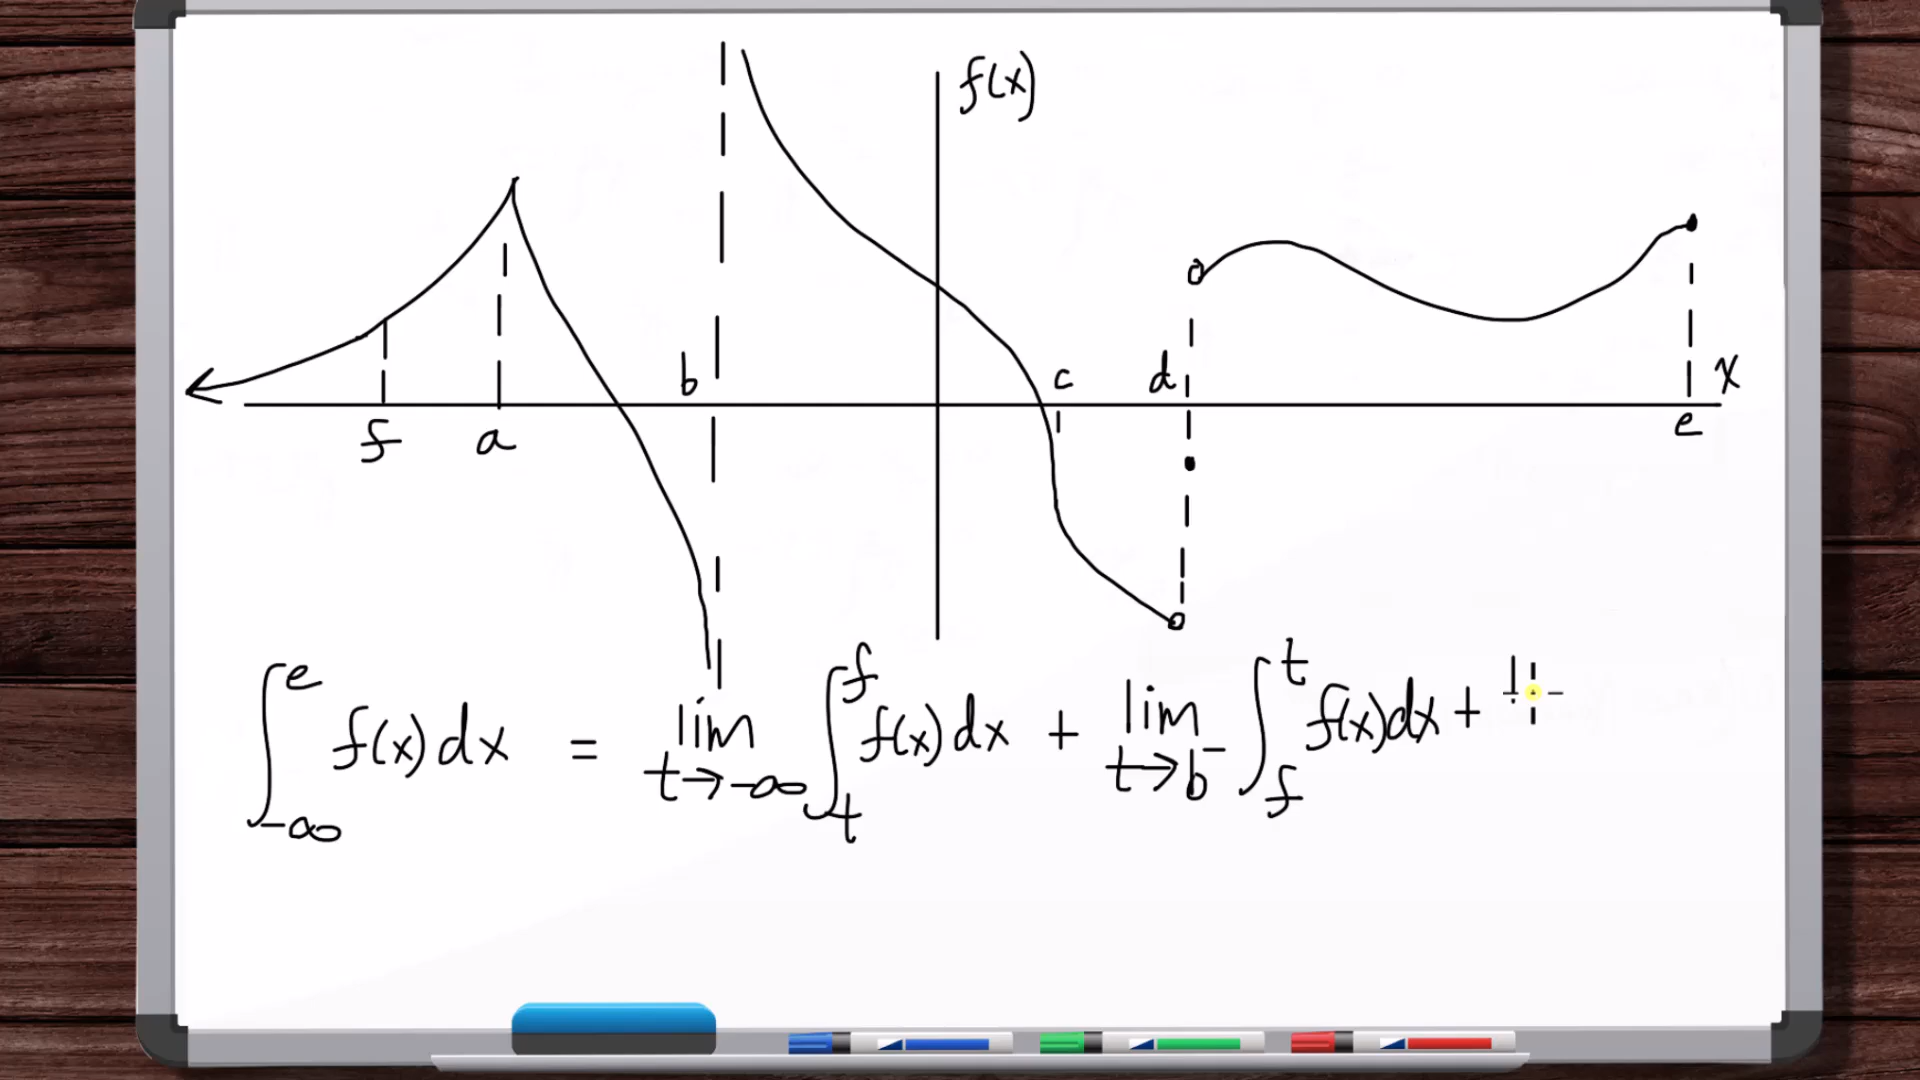 f(x)
b
c
d
x
f
a
e
∫_{-∞}^{e} f(x) dx = lim_{t→-∞} ∫_{t}^{f} f(x) dx + lim_{t→b⁻} ∫_{f}^{t} f(x) dx +